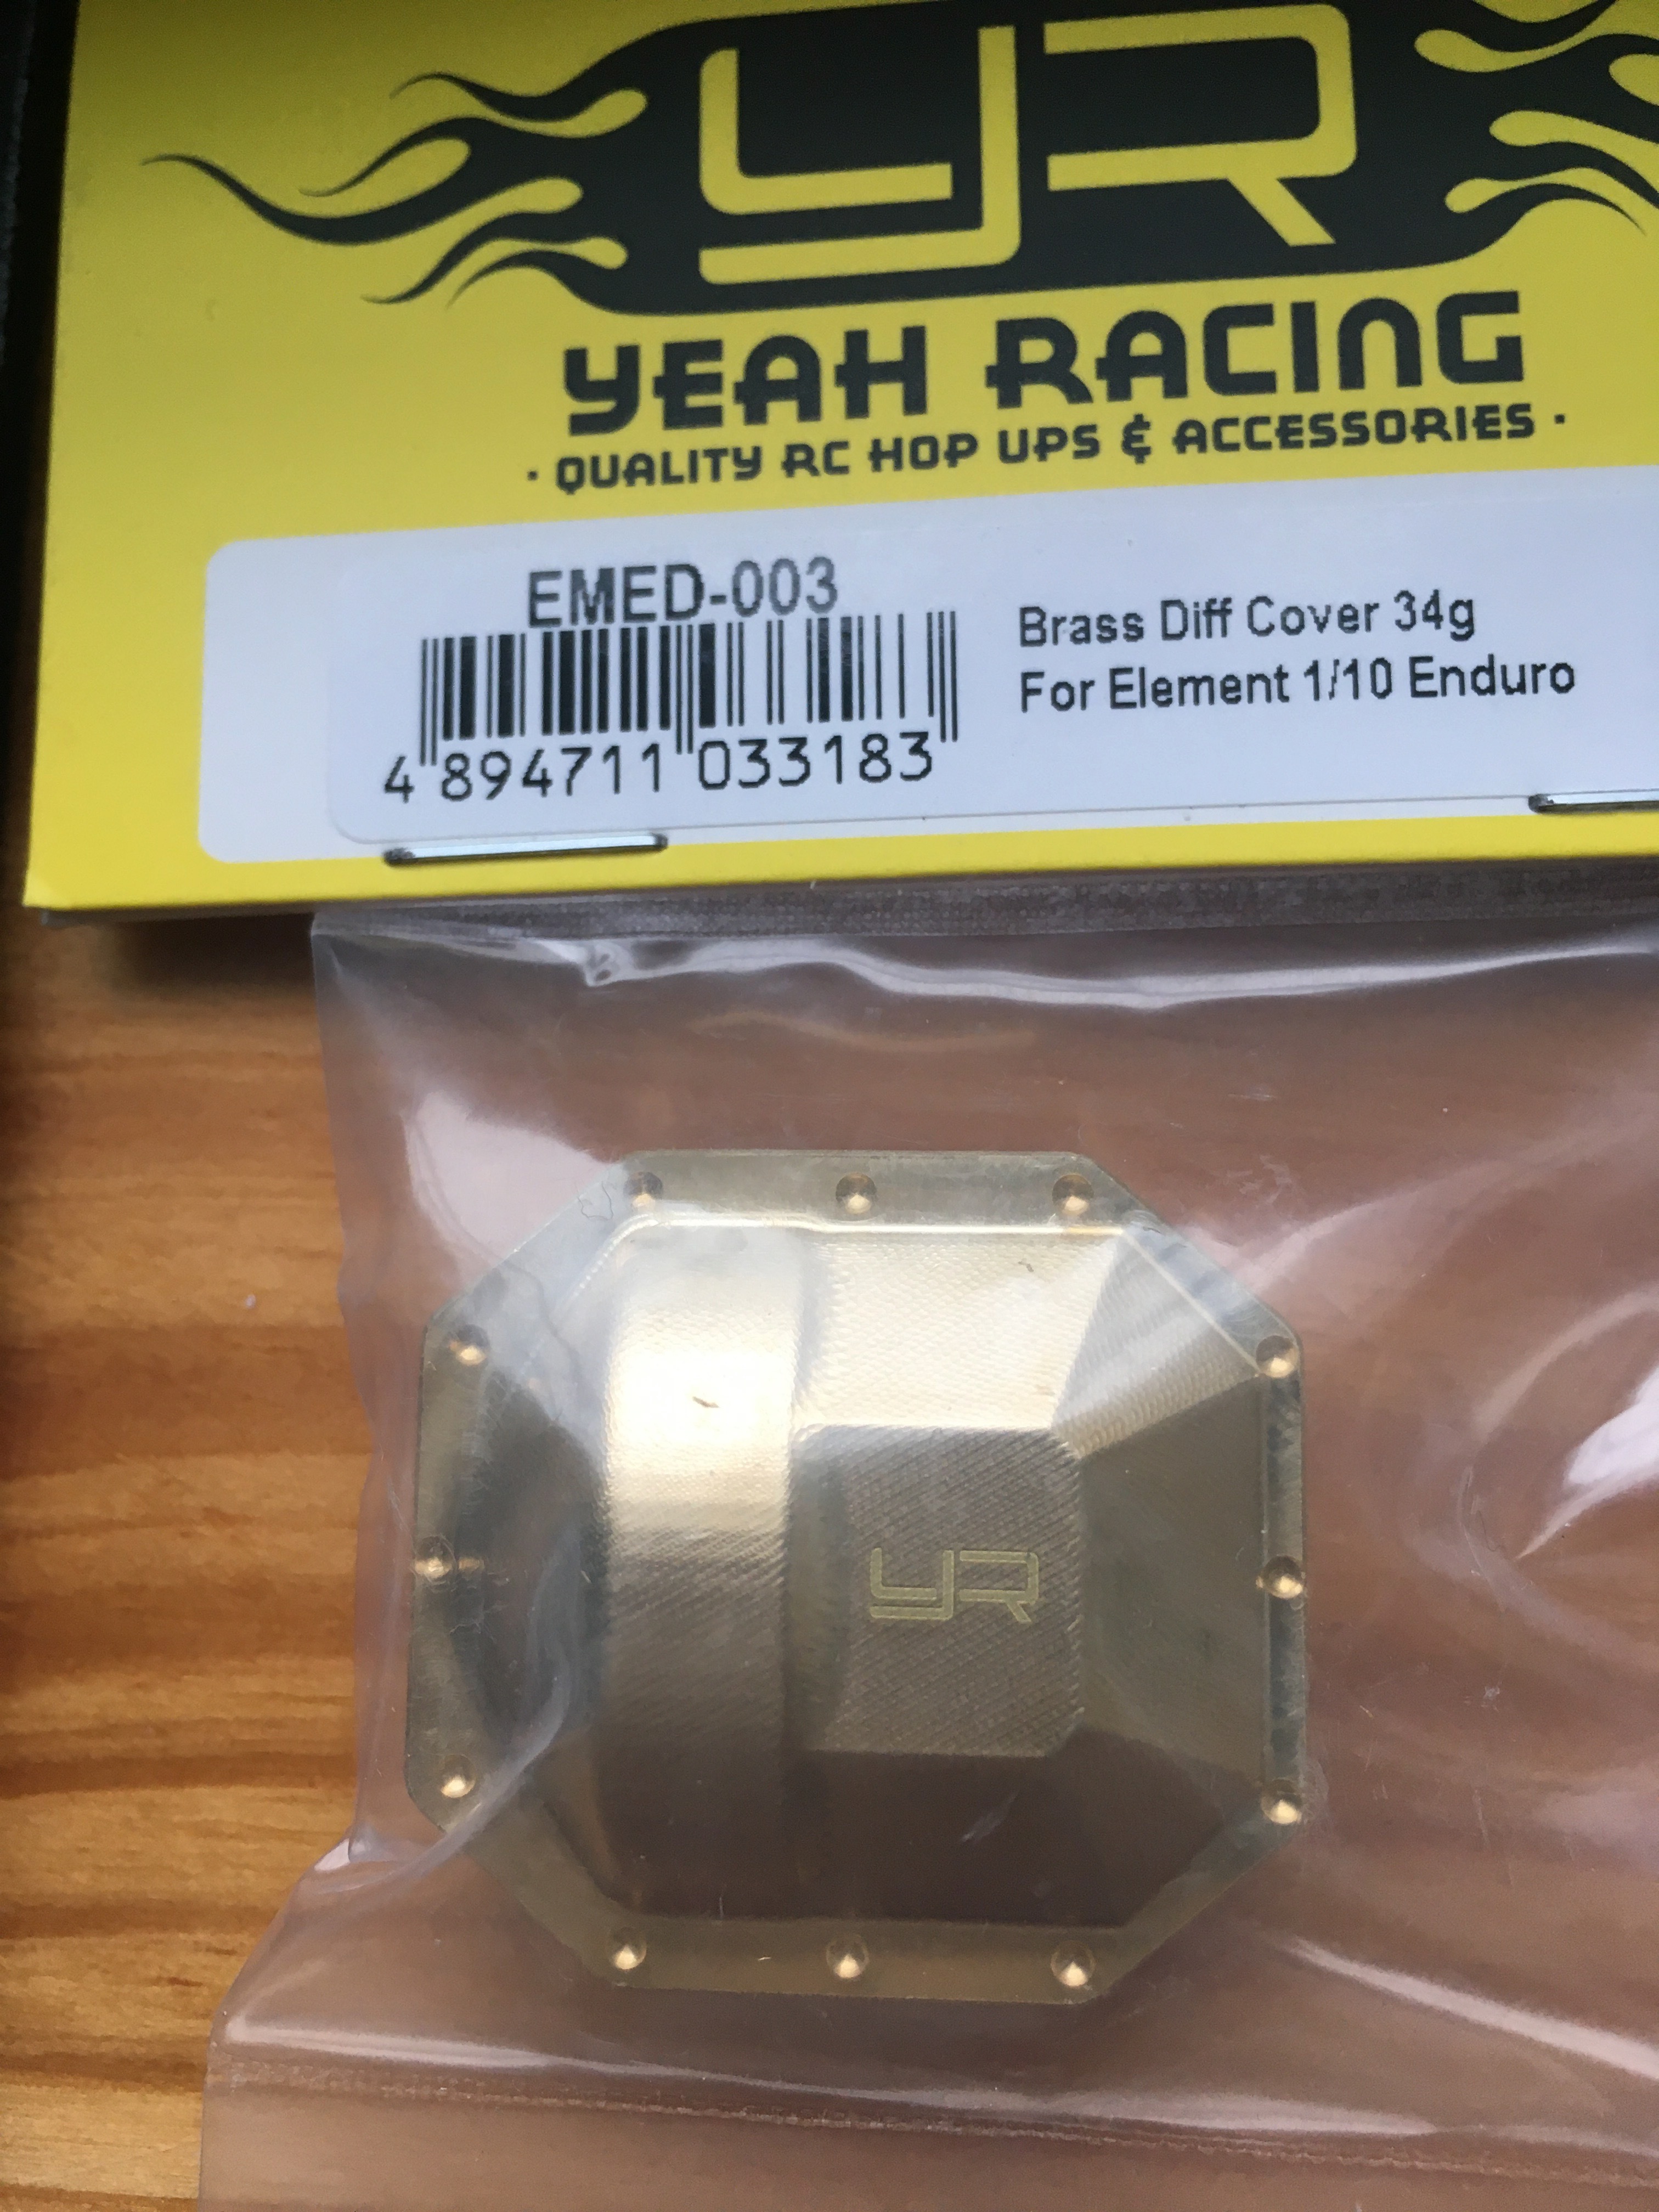 YR
YEAH RACING
· QUALITY RC HOP UPS & ACCESSORIES ·
EMED-003
Brass Diff Cover 34g
For Element 1/10 Enduro
4 894711 033183
YR